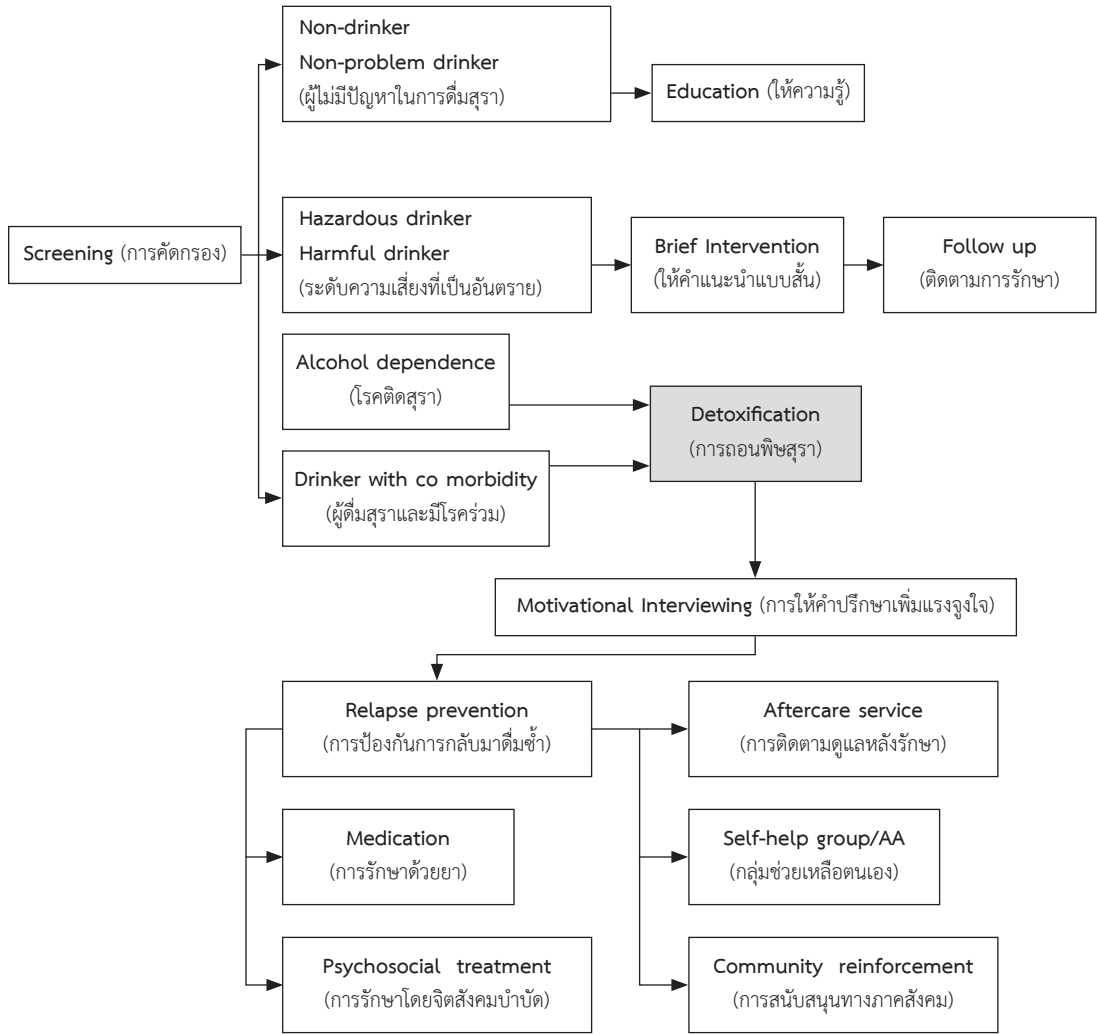 Non-drinker
Non-problem drinker
(ผู้ไม่มีปัญหาในการดื่มสุรา)
Education (ให้ความรู้)
Screening (การคัดกรอง)
Hazardous drinker
Harmful drinker
(ระดับความเสี่ยงที่เป็นอันตราย)
Brief Intervention
(ให้คำแนะนำแบบสั้น)
Follow up
(ติดตามการรักษา)
Alcohol dependence
(โรคติดสุรา)
Detoxification
(การถอนพิษสุรา)
Drinker with co morbidity
(ผู้ดื่มสุราและมีโรคร่วม)
Motivational Interviewing (การให้คำปรึกษาเพิ่มแรงจูงใจ)
Relapse prevention
(การป้องกันการกลับมาดื่มซ้ำ)
Aftercare service
(การติดตามดูแลหลังรักษา)
Medication
(การรักษาด้วยยา)
Self-help group/AA
(กลุ่มช่วยเหลือตนเอง)
Psychosocial treatment
(การรักษาโดยจิตสังคมบำบัด)
Community reinforcement
(การสนับสนุนทางภาคสังคม)